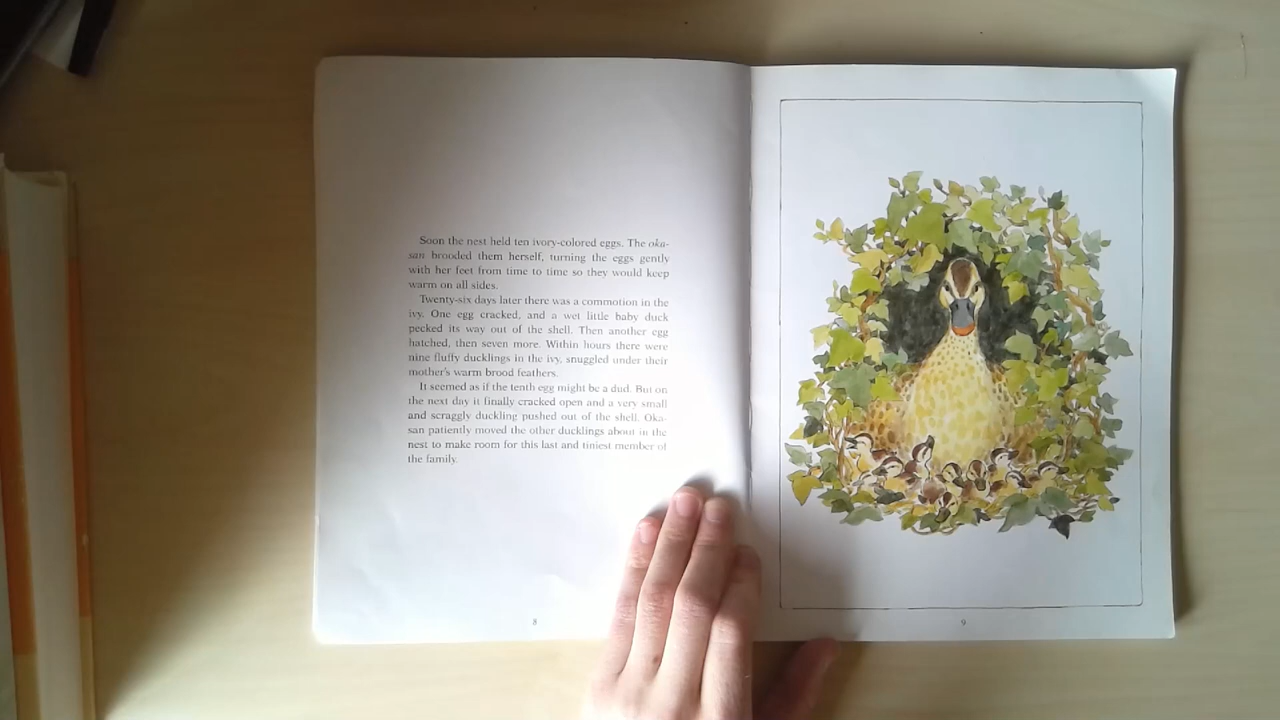 Soon the nest held ten ivory-colored eggs. The oka-
san brooded them herself, turning the eggs gently
with her feet from time to time so they would keep
warm on all sides.
Twenty-six days later there was a commotion in the
ivy. One egg cracked, and a wet little baby duck
pecked its way out of the shell. Then another egg
hatched, then seven more. Within hours there were
nine fluffy ducklings in the ivy, snuggled under their
mother's warm brood feathers.
It seemed as if the tenth egg might be a dud. But on
the next day it finally cracked open and a very small
and scraggly duckling pushed out of the shell. Oka-
san patiently moved the other ducklings about in the
nest to make room for this last and tiniest member of
the family.
8
9